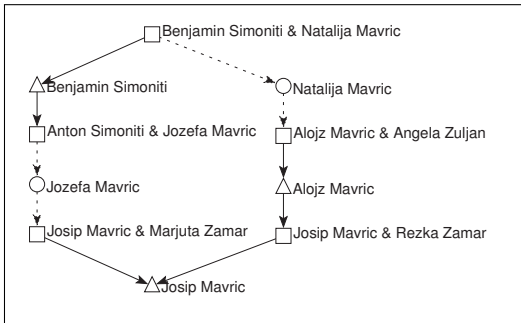 Benjamin Simoniti & Natalija Mavric
Benjamin Simoniti
Natalija Mavric
Anton Simoniti & Jozefa Mavric
Alojz Mavric & Angela Zuljan
Jozefa Mavric
Alojz Mavric
Josip Mavric & Marjuta Zamar
Josip Mavric & Rezka Zamar
Josip Mavric